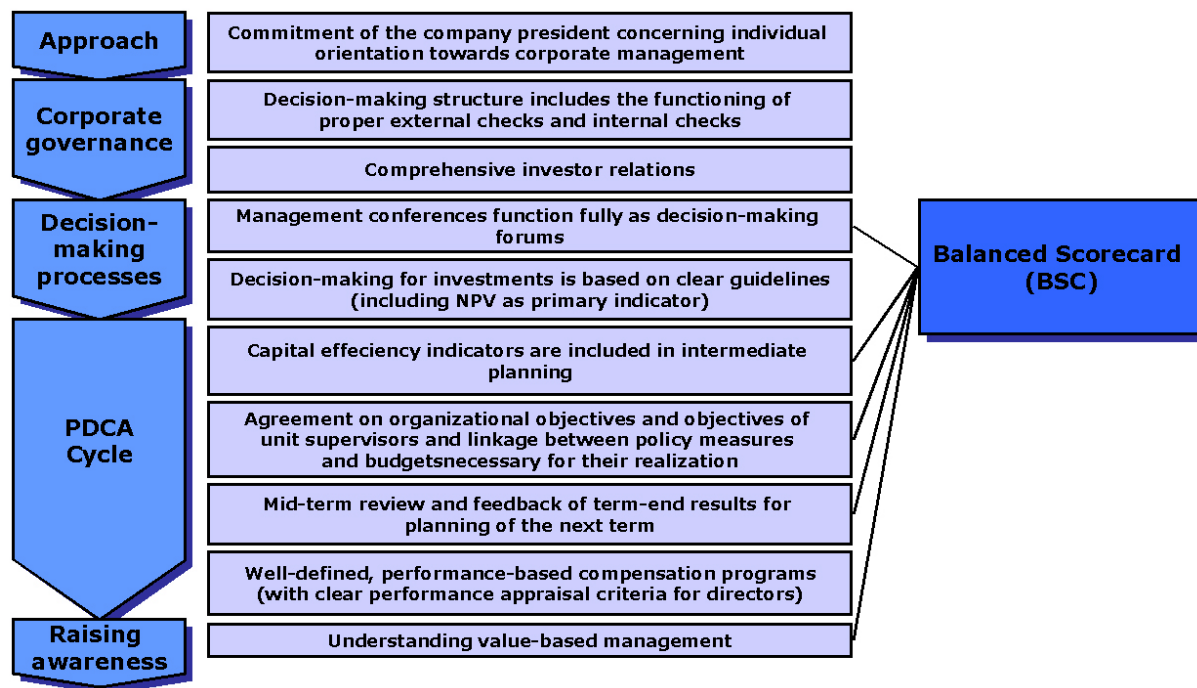 Approach
Commitment of the company president concerning individual
orientation towards corporate management
Corporate
governance
Decision-making structure includes the functioning of
proper external checks and internal checks
Comprehensive investor relations
Decision-
making
processes
Management conferences function fully as decision-making
forums
Decision-making for investments is based on clear guidelines
(including NPV as primary indicator)
Balanced Scorecard
(BSC)
PDCA
Cycle
Capital effeciency indicators are included in intermediate
planning
Agreement on organizational objectives and objectives of
unit supervisors and linkage between policy measures
and budgetsnecessary for their realization
Mid-term review and feedback of term-end results for
planning of the next term
Well-defined, performance-based compensation programs
(with clear performance appraisal criteria for directors)
Raising
awareness
Understanding value-based management